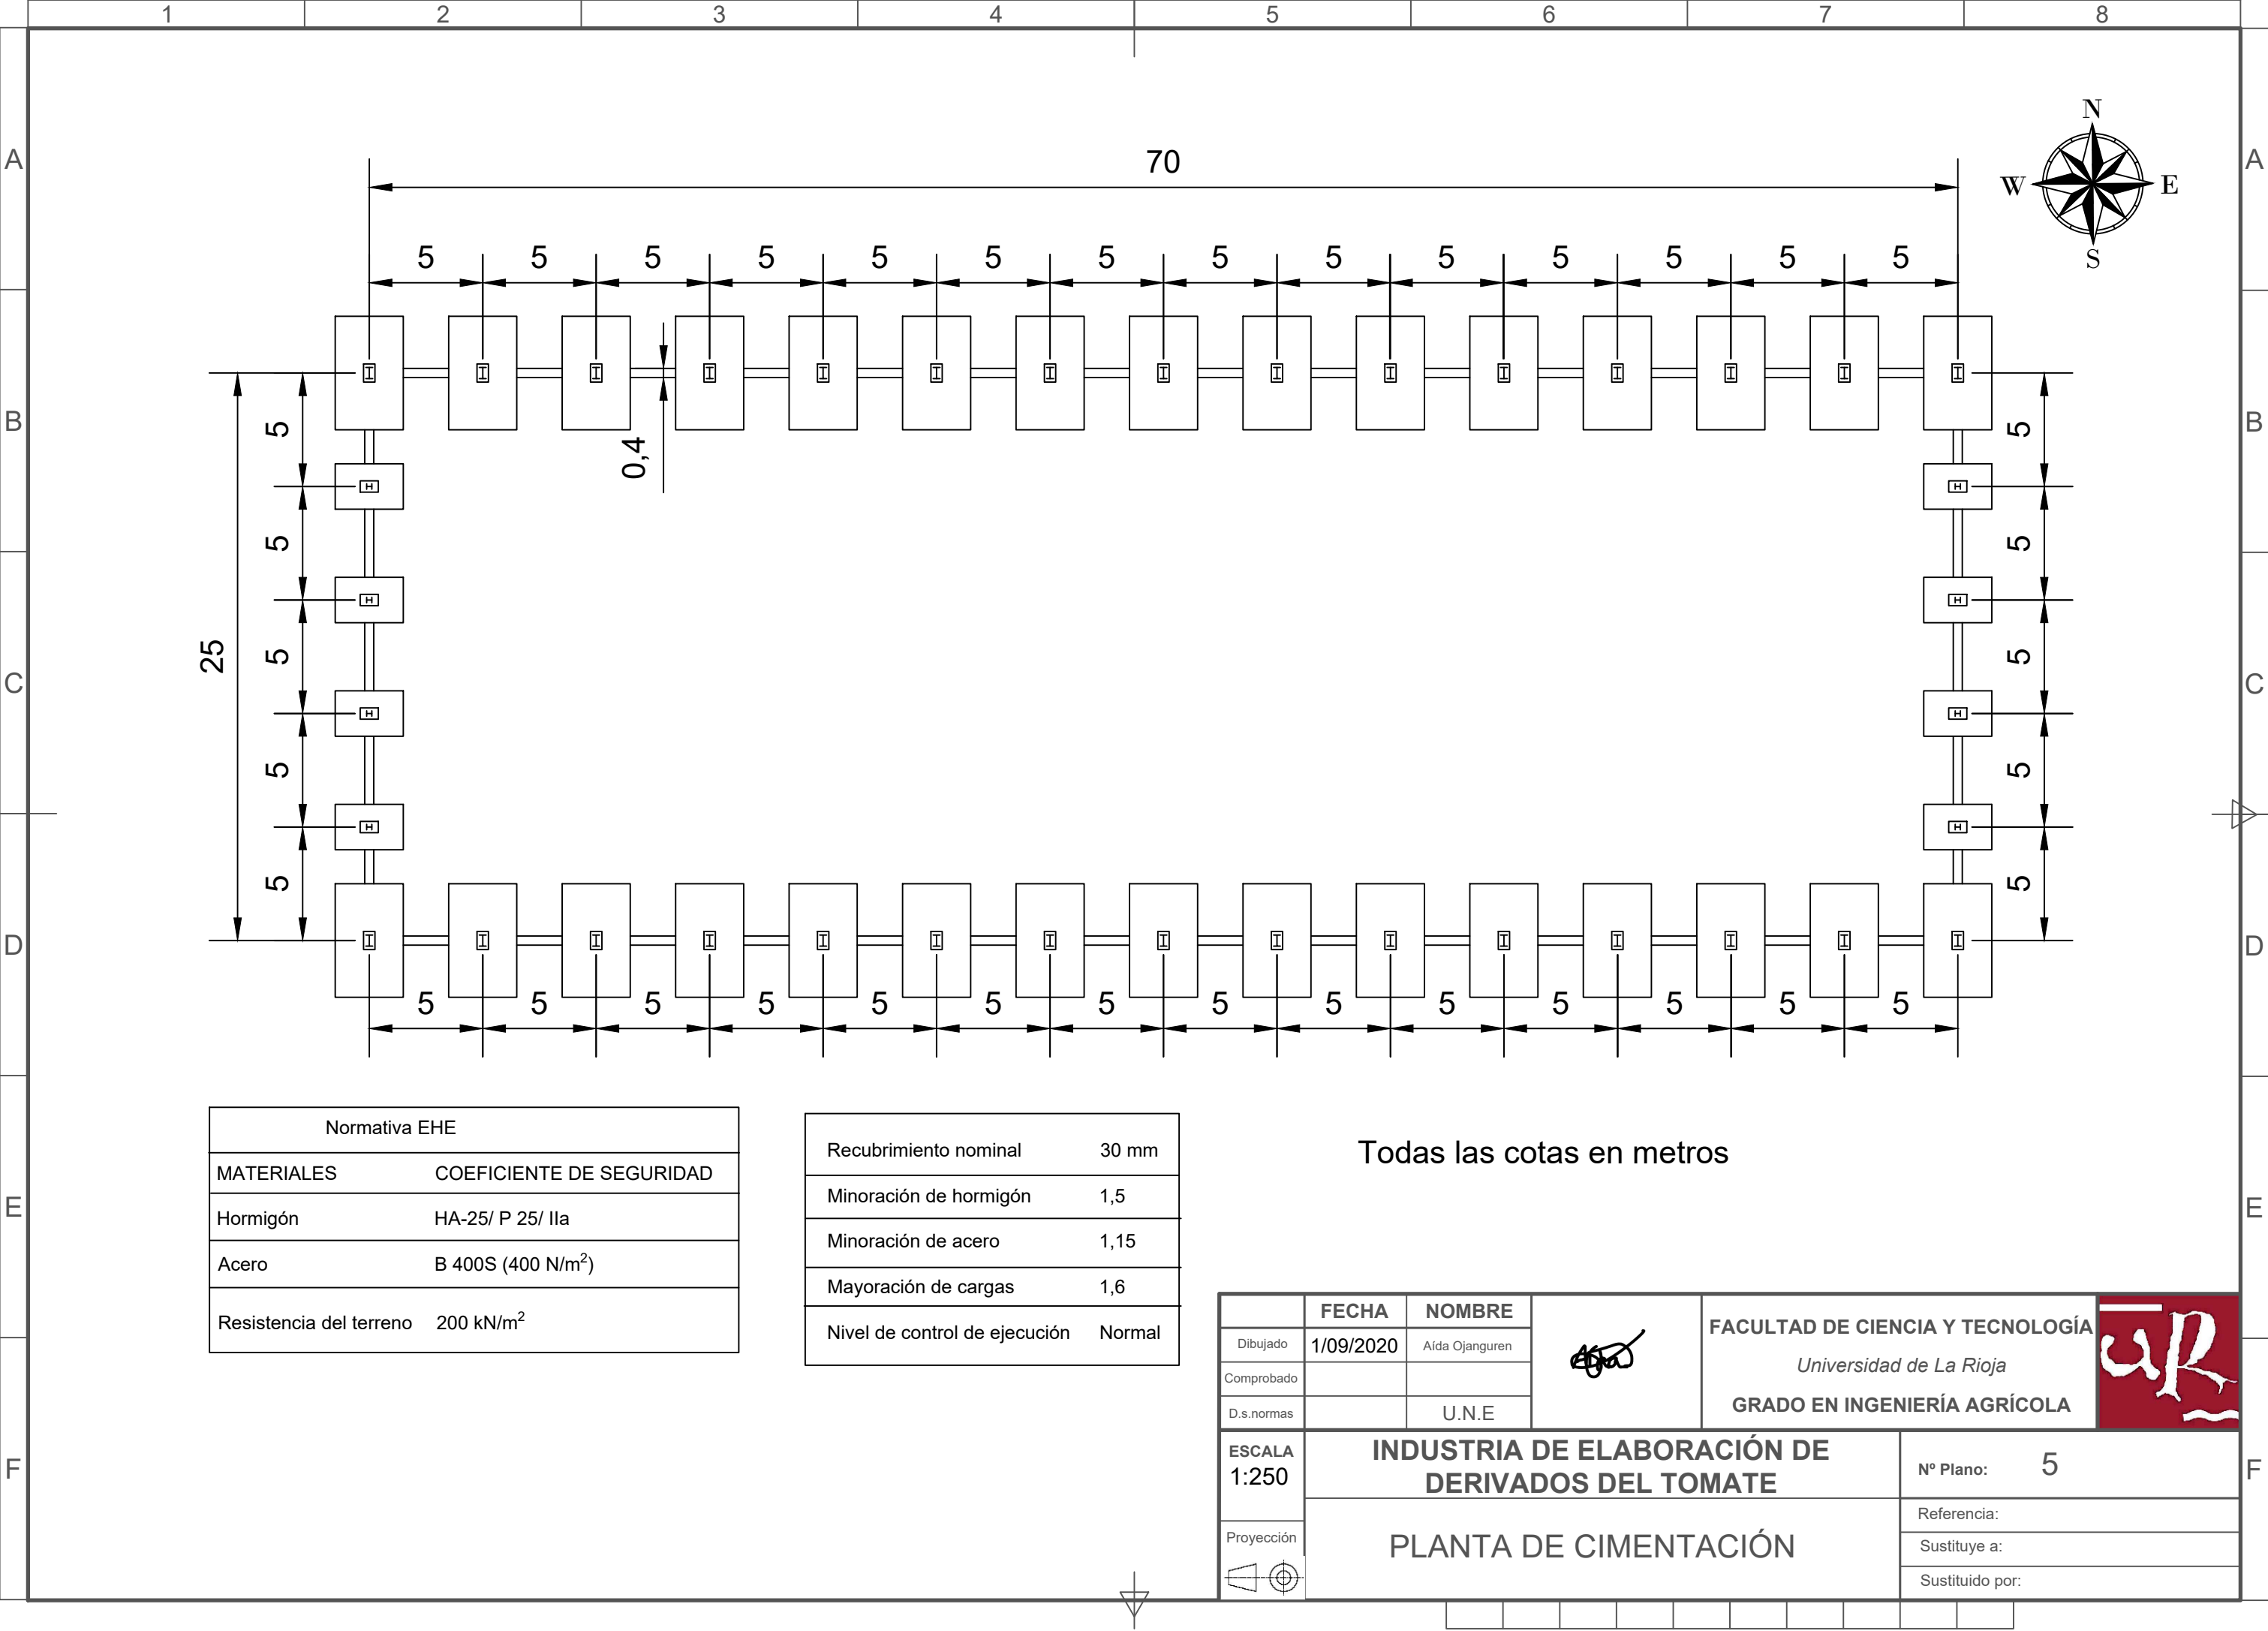 1 2 3 4 5 6 7 8
A A
N
W E
S
70
5 5 5 5 5 5 5 5 5 5 5 5 5 5
B B
5 5
0,4
5 5
25
5 5
C C
5 5
5 5
D D
5 5 5 5 5 5 5 5 5 5 5 5 5 5
Normativa EHE
MATERIALES COEFICIENTE DE SEGURIDAD
Hormigón HA-25/ P 25/ IIa
Acero B 400S (400 N/m²)
Resistencia del terreno 200 kN/m²
Recubrimiento nominal 30 mm
Minoración de hormigón 1,5
Minoración de acero 1,15
Mayoración de cargas 1,6
Nivel de control de ejecución Normal
Todas las cotas en metros
E E
FECHA NOMBRE
Dibujado 1/09/2020 Aída Ojanguren
Comprobado
D.s.normas U.N.E
FACULTAD DE CIENCIA Y TECNOLOGÍA
Universidad de La Rioja
GRADO EN INGENIERÍA AGRÍCOLA
uR
ESCALA
1:250
INDUSTRIA DE ELABORACIÓN DE
DERIVADOS DEL TOMATE
Nº Plano: 5
F F
Proyección
PLANTA DE CIMENTACIÓN
Referencia:
Sustituye a:
Sustituido por: